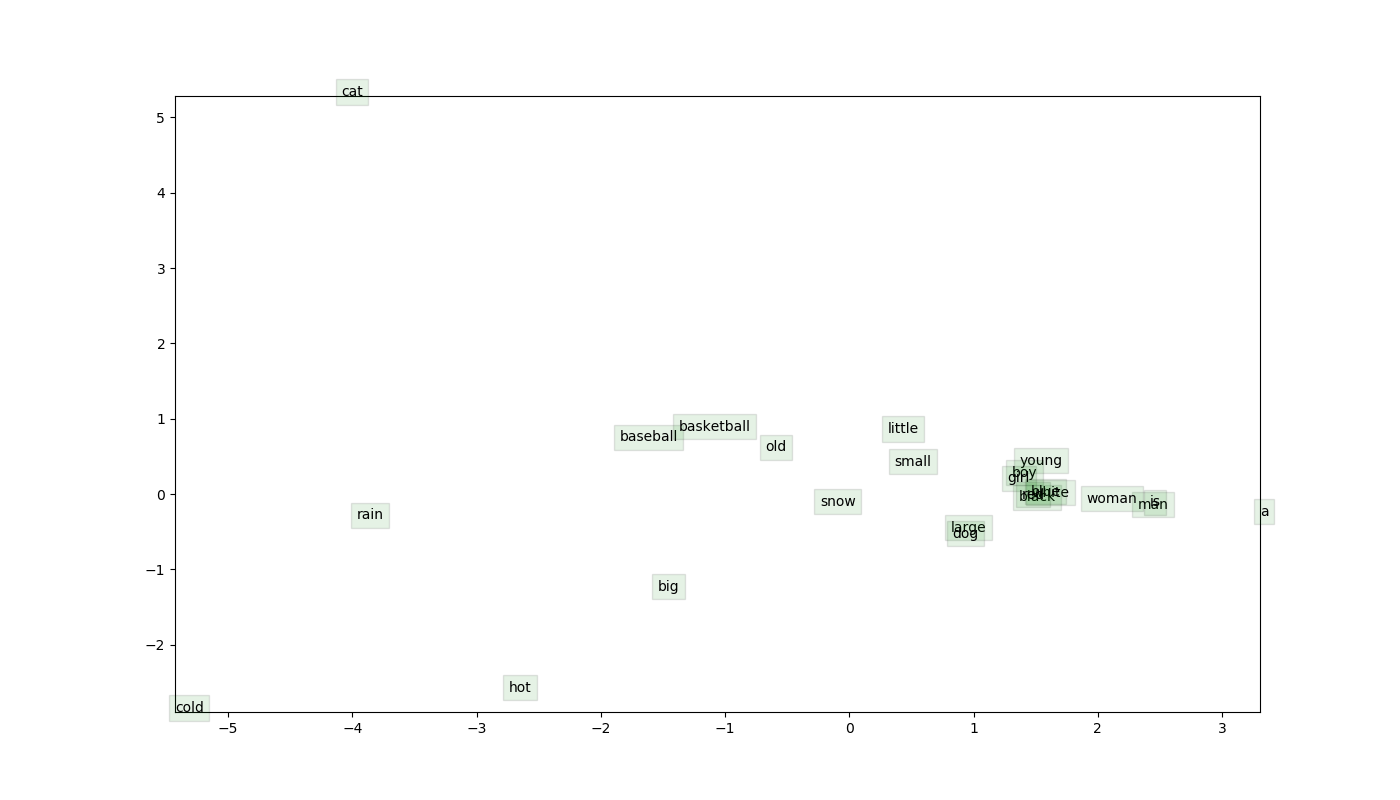 cat
5
4
3
2
1
0
−1
−2
basketball
baseball
little
old
small
young
boy
girl
blue
red
white
black
snow
woman
is
man
a
rain
large
dog
big
hot
cold
−5
−4
−3
−2
−1
0
1
2
3